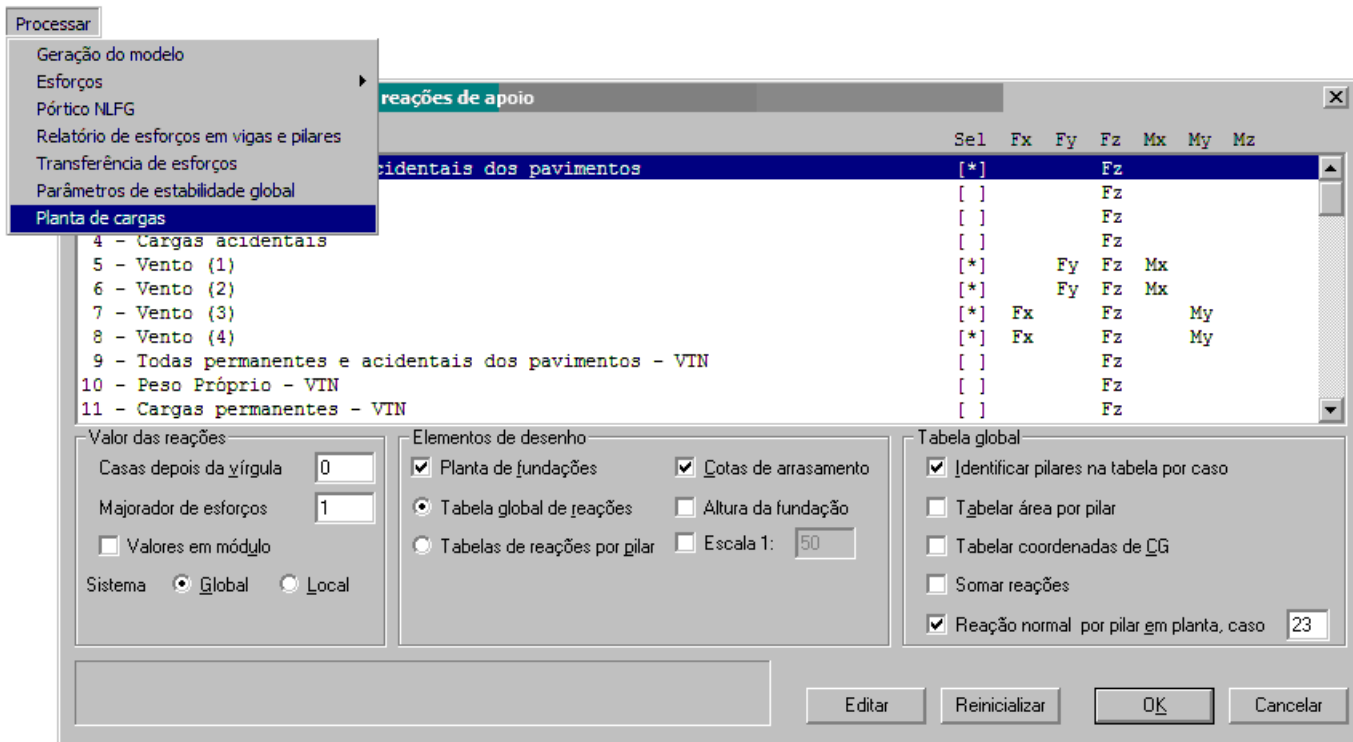 Processar
Geração do modelo
Esforços
Pórtico NLFG
Relatório de esforços em vigas e pilares
Transferência de esforços
Parâmetros de estabilidade global
Planta de cargas
reações de apoio
Sel Fx Fy Fz Mx My Mz
cidentais dos pavimentos [*] Fz
[ ] Fz
[ ] Fz
4 - Cargas acidentais [ ] Fz
5 - Vento (1) [*] Fy Fz Mx
6 - Vento (2) [*] Fy Fz Mx
7 - Vento (3) [*] Fx Fz My
8 - Vento (4) [*] Fx Fz My
9 - Todas permanentes e acidentais dos pavimentos - VTN [ ] Fz
10 - Peso Próprio - VTN [ ] Fz
11 - Cargas permanentes - VTN [ ] Fz
Valor das reações
Casas depois da vírgula 0
Majorador de esforços 1
Valores em módulo
Sistema Global Local
Elementos de desenho
Planta de fundações Cotas de arrasamento
Tabela global de reações Altura da fundação
Tabelas de reações por pilar Escala 1: 50
Tabela global
Identificar pilares na tabela por caso
Tabelar área por pilar
Tabelar coordenadas de CG
Somar reações
Reação normal por pilar em planta, caso 23
Editar Reinicializar OK Cancelar